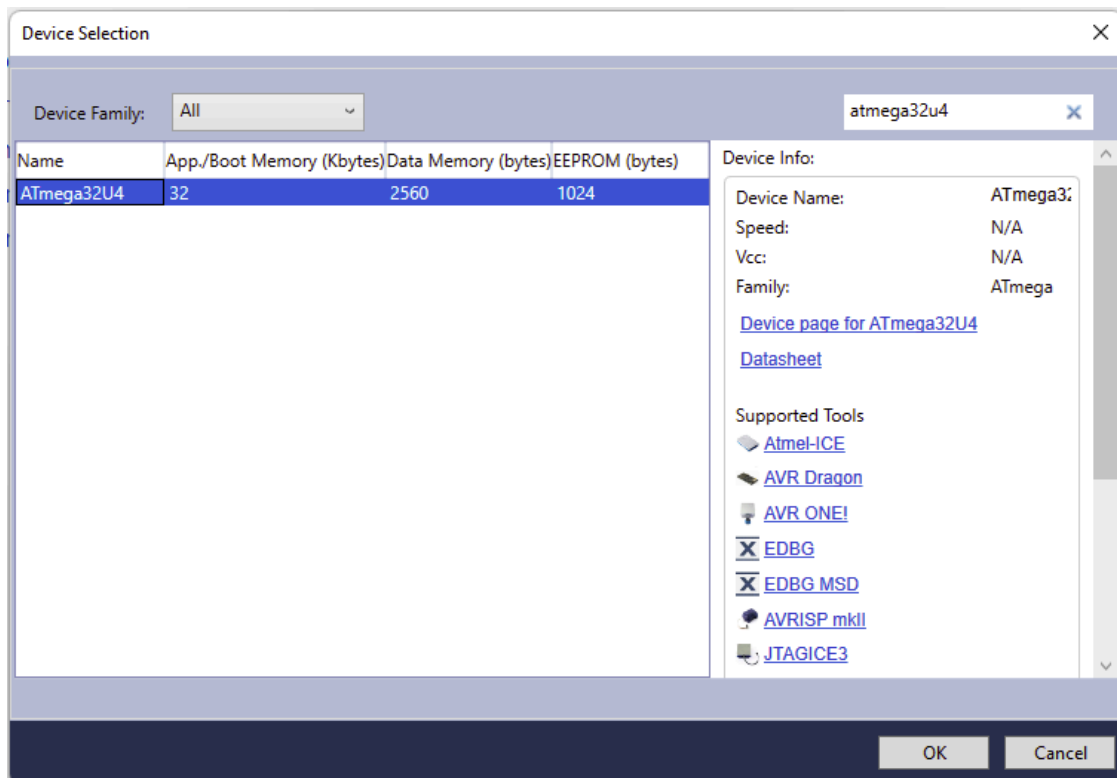 Device Selection
Device Family: All atmega32u4
Name App./Boot Memory (Kbytes) Data Memory (bytes) EEPROM (bytes)
ATmega32U4 32 2560 1024
Device Info:
Device Name: ATmega32
Speed: N/A
Vcc: N/A
Family: ATmega
Device page for ATmega32U4
Datasheet
Supported Tools
Atmel-ICE
AVR Dragon
AVR ONE!
EDBG
EDBG MSD
AVRISP mkII
JTAGICE3
OK Cancel